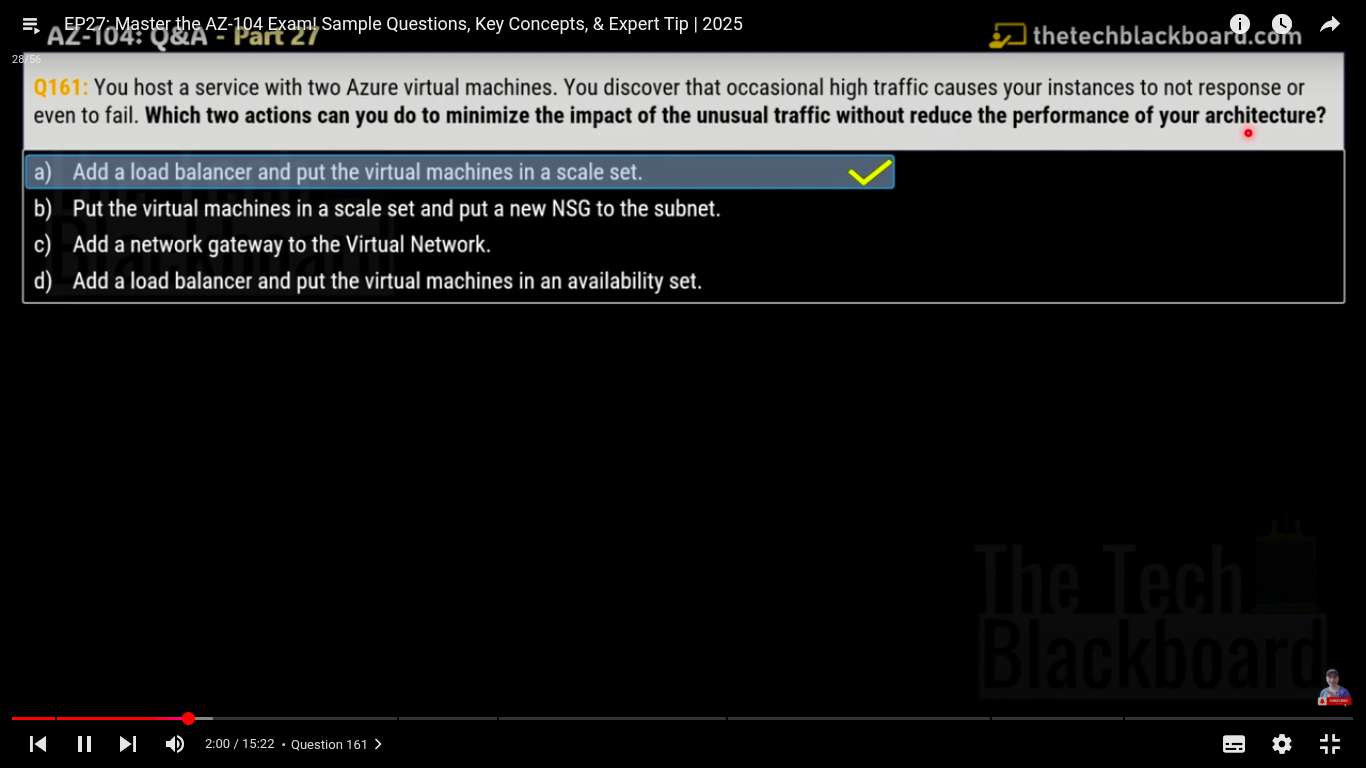 EP27: Master the AZ-104 Exam! Sample Questions, Key Concepts, & Expert Tip | 2025
AZ-104: Q&A - Part 27
thetechblackboard.com
28/56
Q161: You host a service with two Azure virtual machines. You discover that occasional high traffic causes your instances to not response or
even to fail. Which two actions can you do to minimize the impact of the unusual traffic without reduce the performance of your architecture?
a) Add a load balancer and put the virtual machines in a scale set.
b) Put the virtual machines in a scale set and put a new NSG to the subnet.
c) Add a network gateway to the Virtual Network.
d) Add a load balancer and put the virtual machines in an availability set.
The Tech
Blackboard
2:00 / 15:22 • Question 161